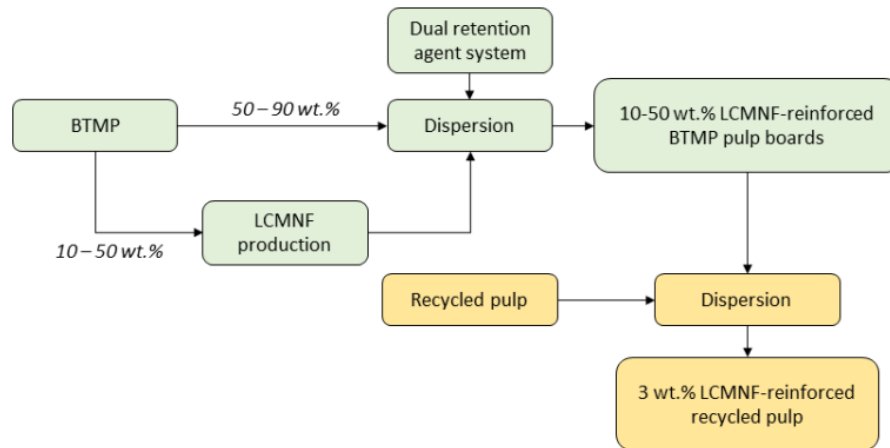 Dual retention
agent system
50 – 90 wt.%
BTMP
Dispersion
10-50 wt.% LCMNF-reinforced
BTMP pulp boards
LCMNF
production
10 – 50 wt.%
Recycled pulp
Dispersion
3 wt.% LCMNF-reinforced
recycled pulp